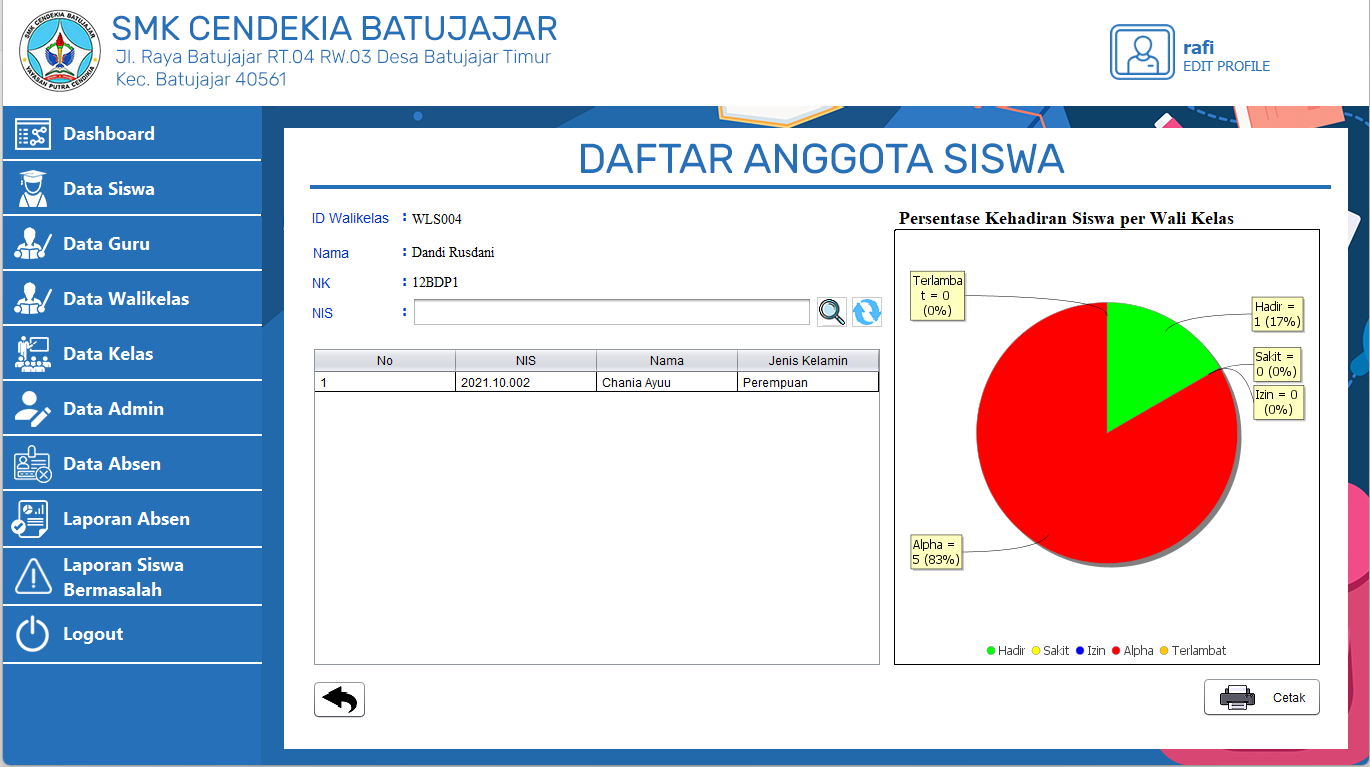 SMK CENDEKIA BATUJAJAR
YAYASAN PUTRA CENDIKIA
SMK CENDEKIA BATUJAJAR
Jl. Raya Batujajar RT.04 RW.03 Desa Batujajar Timur
Kec. Batujajar 40561
rafi
EDIT PROFILE
Dashboard
Data Siswa
Data Guru
Data Walikelas
Data Kelas
Data Admin
Data Absen
Laporan Absen
Laporan Siswa
Bermasalah
Logout
DAFTAR ANGGOTA SISWA
ID Walikelas : WLS004
Nama : Dandi Rusdani
NK : 12BDP1
NIS :
No NIS Nama Jenis Kelamin
1 2021.10.002 Chania Ayuu Perempuan
Persentase Kehadiran Siswa per Wali Kelas
Terlamba
t = 0
(0%)
Hadir =
1 (17%)
Sakit =
0 (0%)
Izin = 0
(0%)
Alpha =
5 (83%)
Hadir Sakit Izin Alpha Terlambat
Cetak